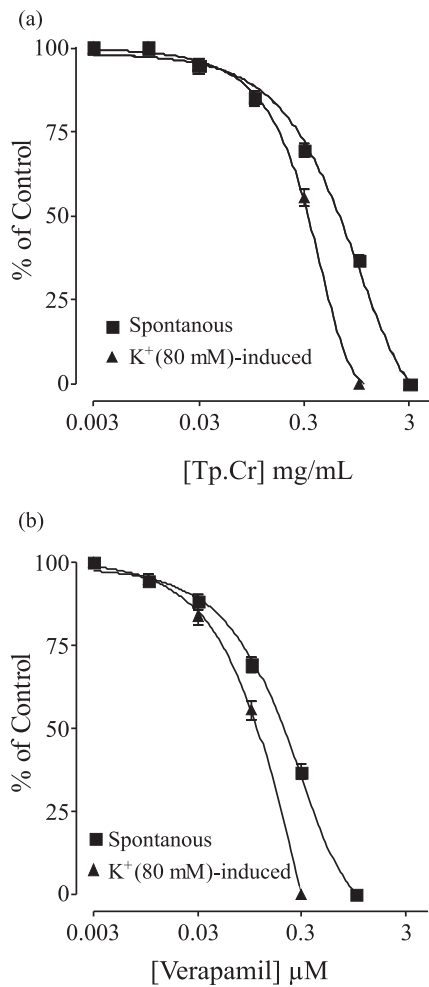 (a)
100
75
50
25
0
% of Control
■ Spontanous
▲ K⁺(80 mM)-induced
0.003 0.03 0.3 3
[Tp.Cr] mg/mL
(b)
100
75
50
25
0
% of Control
■ Spontanous
▲ K⁺(80 mM)-induced
0.003 0.03 0.3 3
[Verapamil] µM